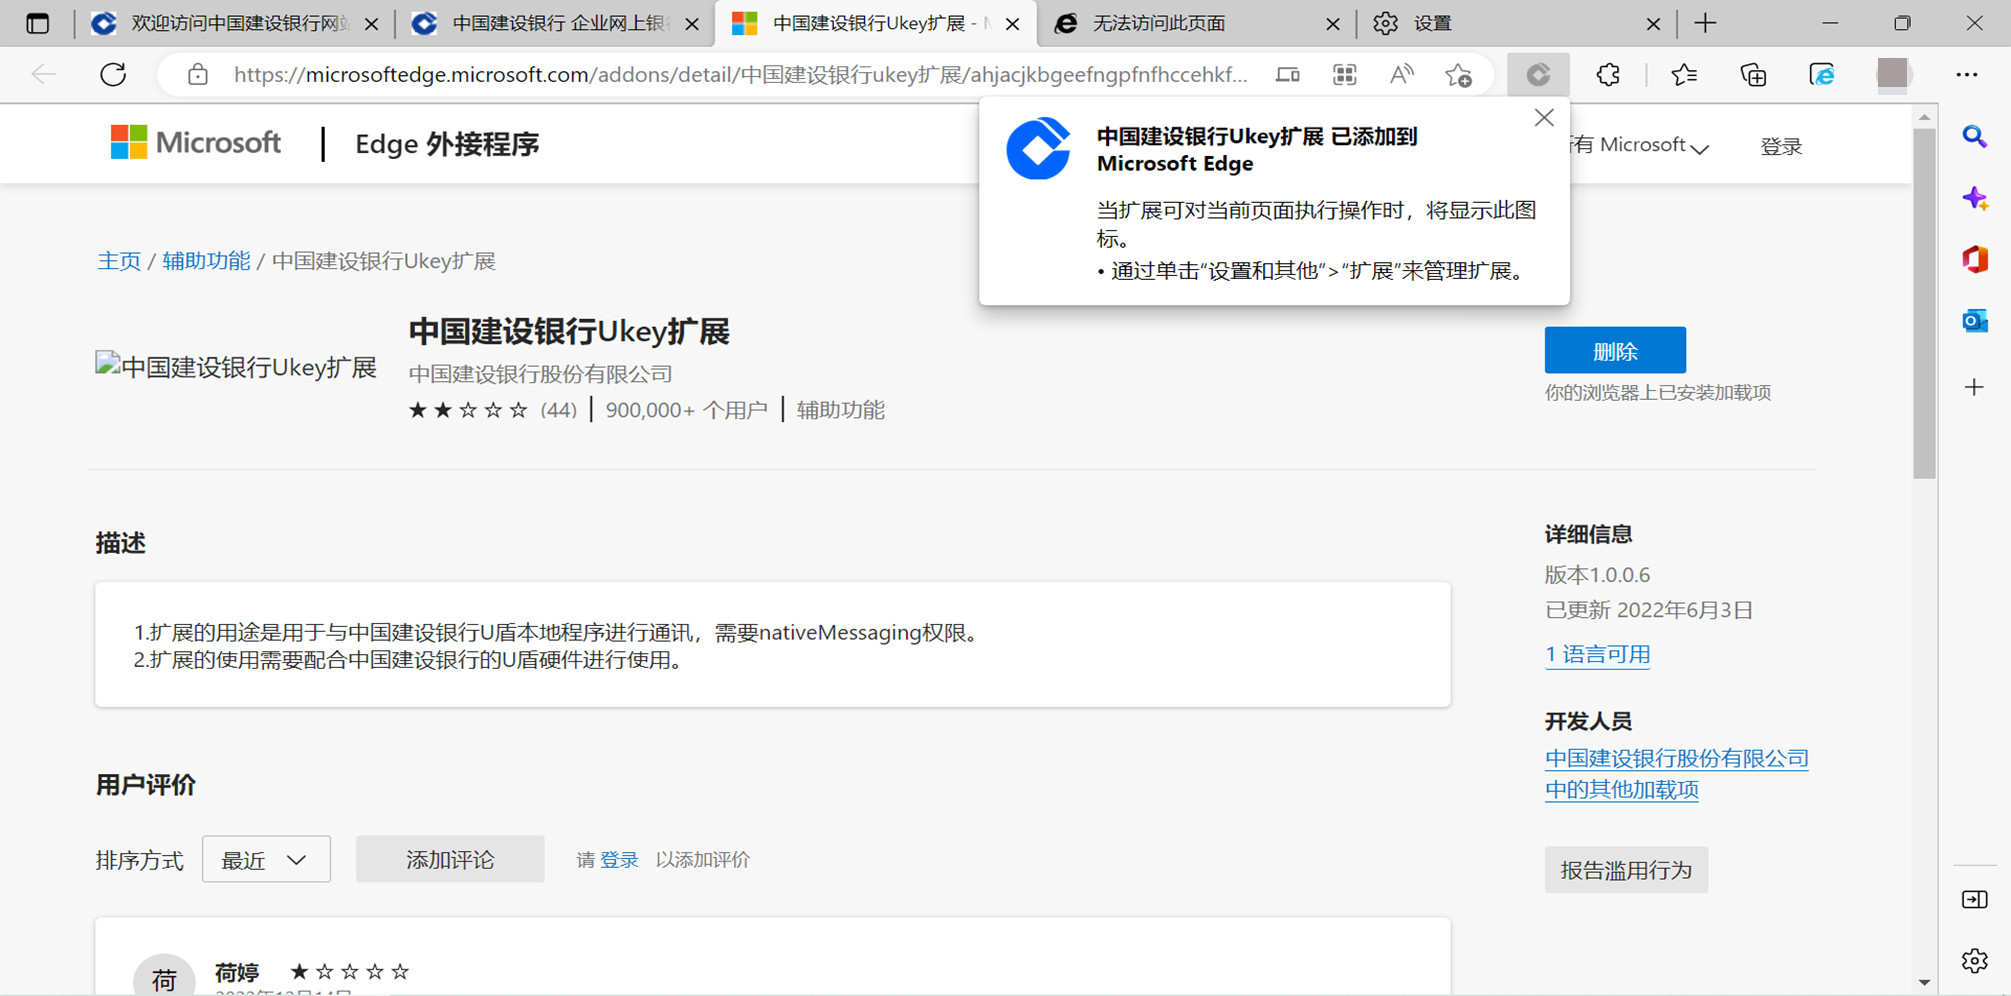 欢迎访问中国建设银行网站
中国建设银行 企业网上银
中国建设银行Ukey扩展 -
无法访问此页面
设置
https://microsoftedge.microsoft.com/addons/detail/中国建设银行ukey扩展/ahjacjkbgeefngpfnfhccehkf...
Microsoft
Edge 外接程序
有 Microsoft
登录
中国建设银行Ukey扩展 已添加到
Microsoft Edge
当扩展可对当前页面执行操作时，将显示此图
标。
• 通过单击“设置和其他”>“扩展”来管理扩展。
主页 / 辅助功能 / 中国建设银行Ukey扩展
中国建设银行Ukey扩展
中国建设银行Ukey扩展
中国建设银行股份有限公司
★ ★ ☆ ☆ ☆ (44) | 900,000+ 个用户 | 辅助功能
删除
你的浏览器上已安装加载项
描述
1.扩展的用途是用于与中国建设银行U盾本地程序进行通讯，需要nativeMessaging权限。
2.扩展的使用需要配合中国建设银行的U盾硬件进行使用。
详细信息
版本1.0.0.6
已更新 2022年6月3日
1 语言可用
开发人员
中国建设银行股份有限公司
中的其他加载项
报告滥用行为
用户评价
排序方式 最近 添加评论 请 登录 以添加评价
荷
荷婷 ★ ☆ ☆ ☆ ☆